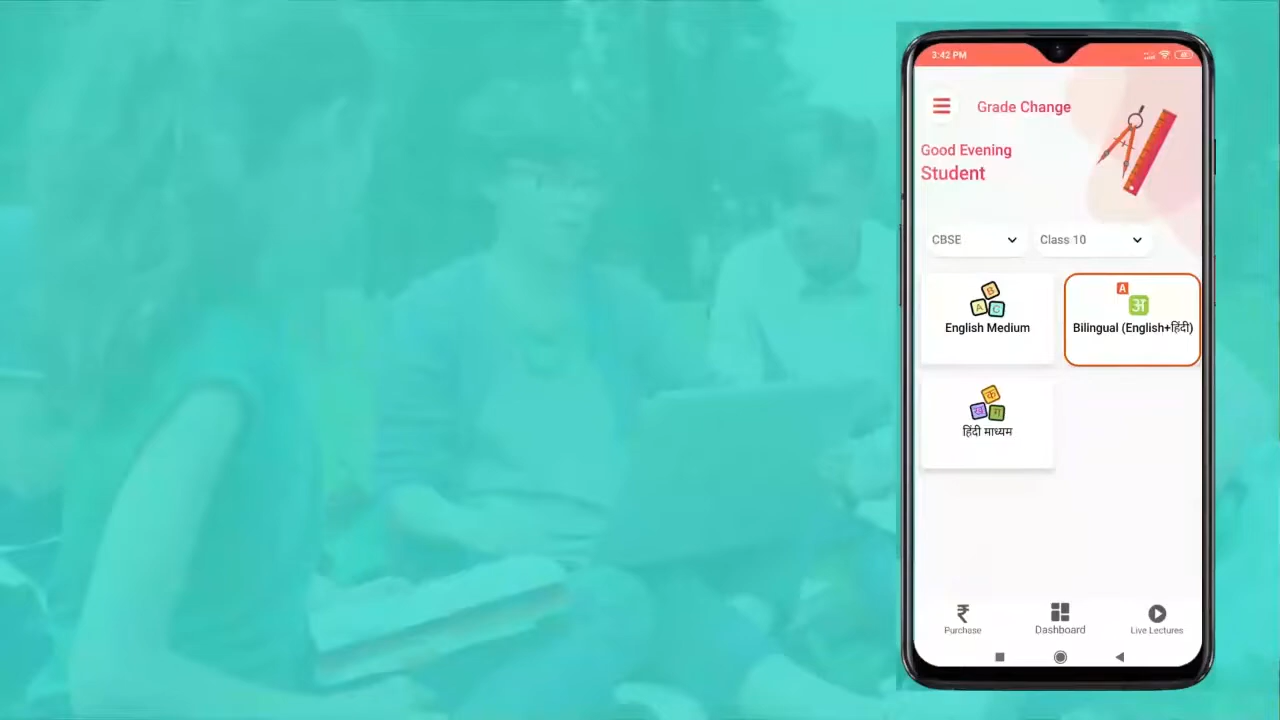 3:42 PM
Grade Change
Good Evening
Student
CBSE
Class 10
B
A C
English Medium
A
अ
Bilingual (English+हिंदी)
क
ख ग
हिंदी माध्यम
₹
Purchase
Dashboard
Live Lectures